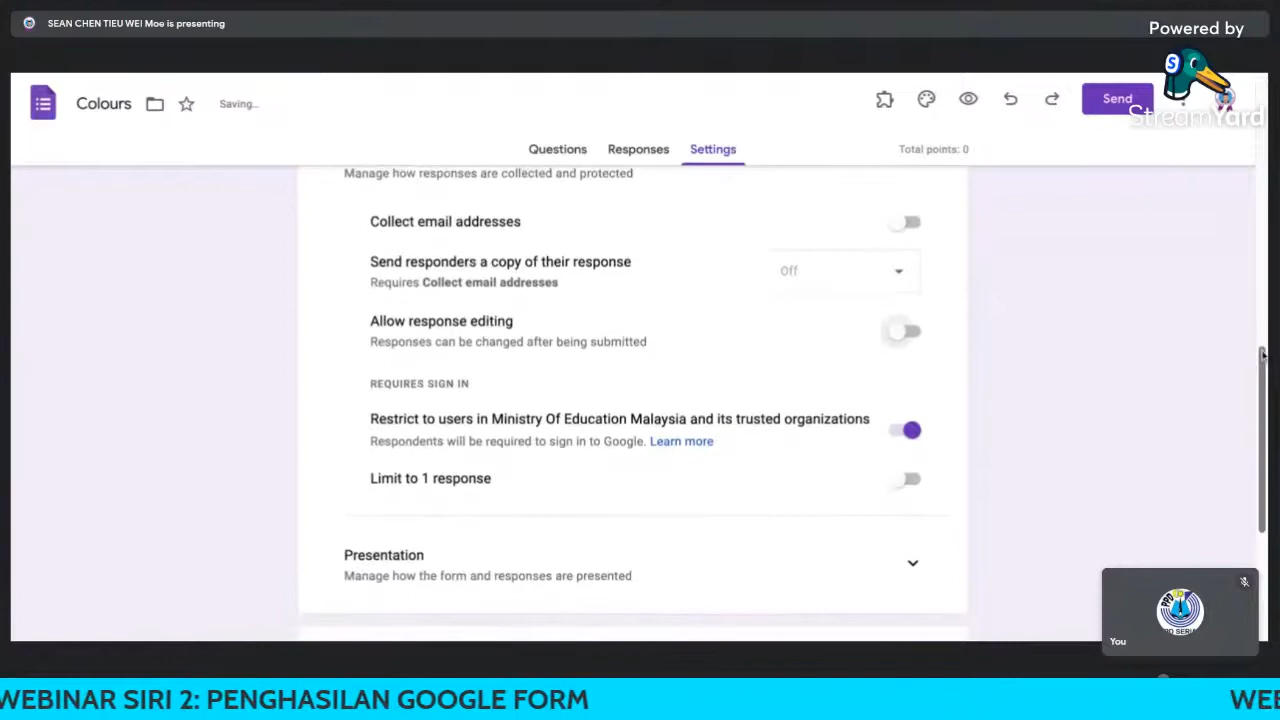 SEAN CHEN TIEU WEI Moe is presenting
Powered by
StreamYard
Colours
Saving...
Send
Questions
Responses
Settings
Total points: 0
Manage how responses are collected and protected
Collect email addresses
Send responders a copy of their response
Off
Requires Collect email addresses
Allow response editing
Responses can be changed after being submitted
REQUIRES SIGN IN
Restrict to users in Ministry Of Education Malaysia and its trusted organizations
Respondents will be required to sign in to Google. Learn more
Limit to 1 response
Presentation
Manage how the form and responses are presented
PPD
You
WEBINAR SIRI 2: PENGHASILAN GOOGLE FORM
WEB